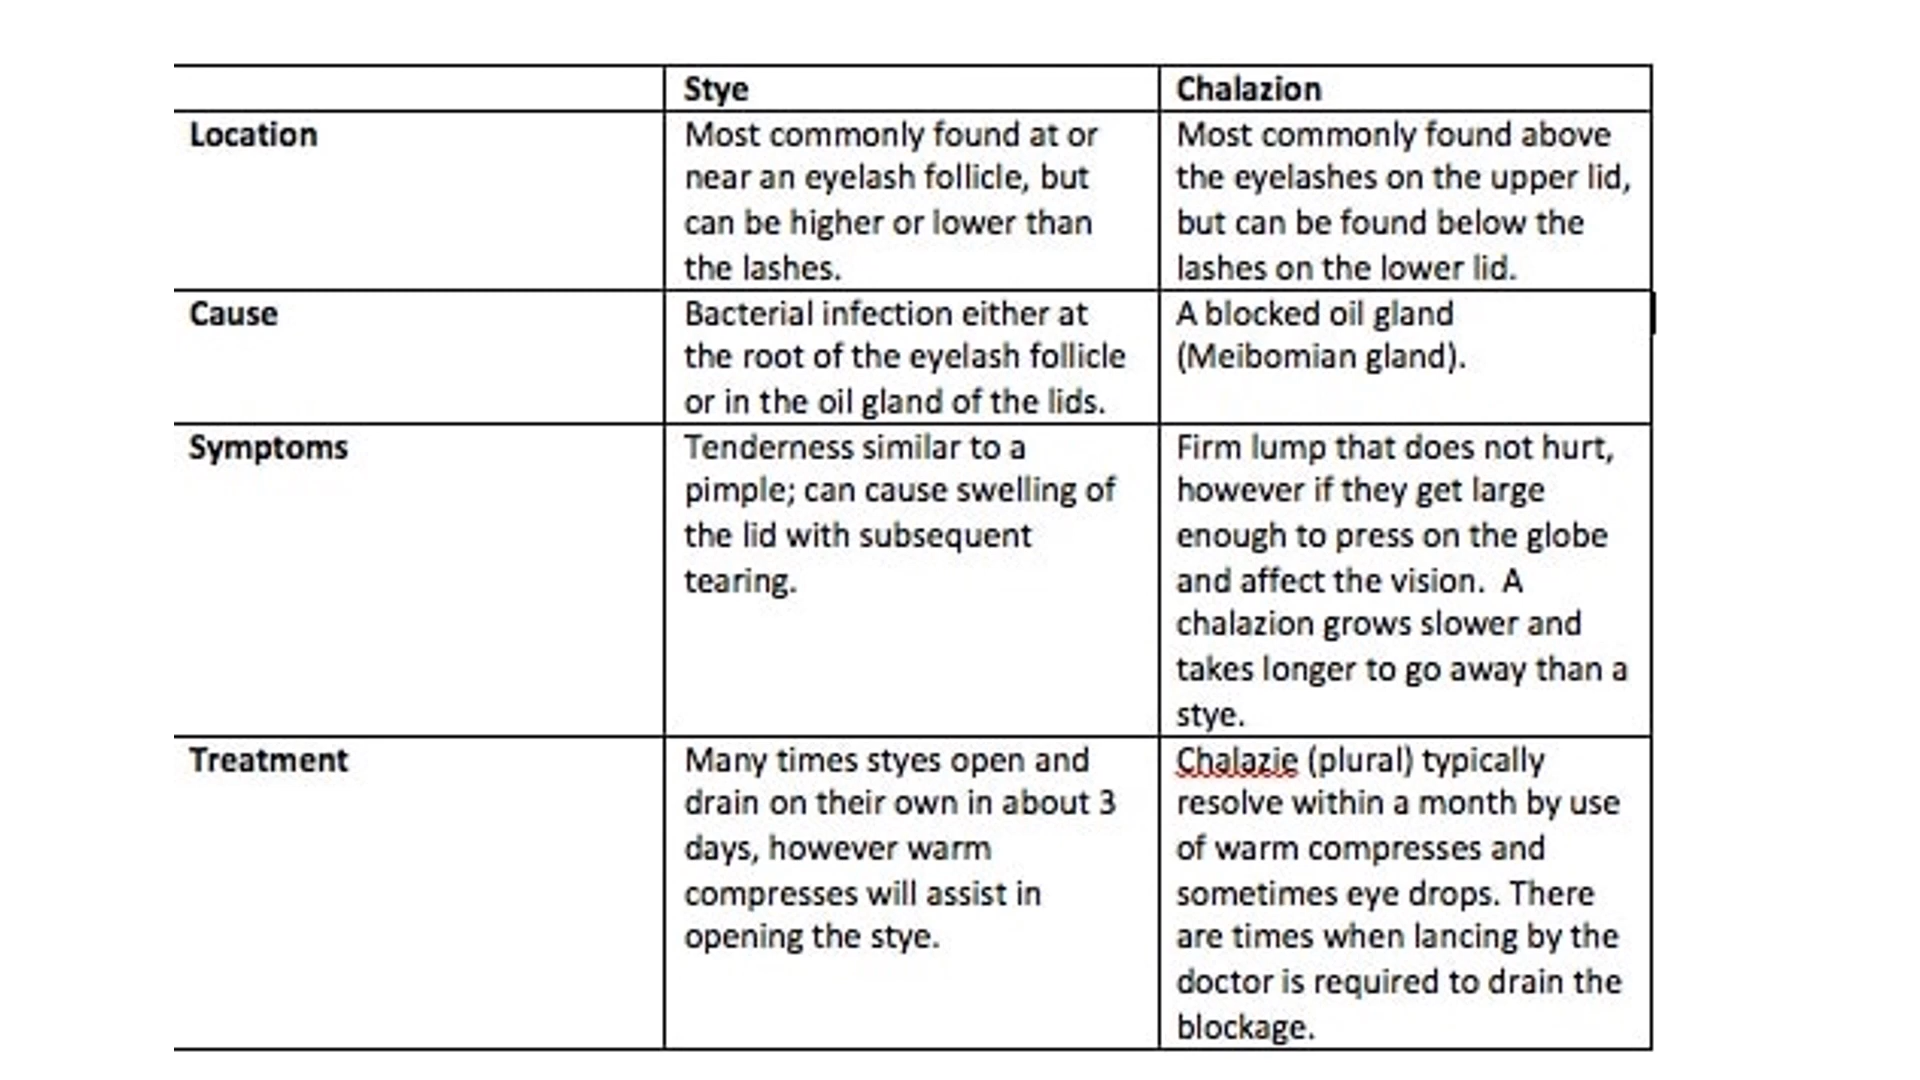 Stye
Chalazion
Location
Most commonly found at or
near an eyelash follicle, but
can be higher or lower than
the lashes.
Most commonly found above
the eyelashes on the upper lid,
but can be found below the
lashes on the lower lid.
Cause
Bacterial infection either at
the root of the eyelash follicle
or in the oil gland of the lids.
A blocked oil gland
(Meibomian gland).
Symptoms
Tenderness similar to a
pimple; can cause swelling of
the lid with subsequent
tearing.
Firm lump that does not hurt,
however if they get large
enough to press on the globe
and affect the vision.  A
chalazion grows slower and
takes longer to go away than a
stye.
Treatment
Many times styes open and
drain on their own in about 3
days, however warm
compresses will assist in
opening the stye.
Chalazie (plural) typically
resolve within a month by use
of warm compresses and
sometimes eye drops. There
are times when lancing by the
doctor is required to drain the
blockage.